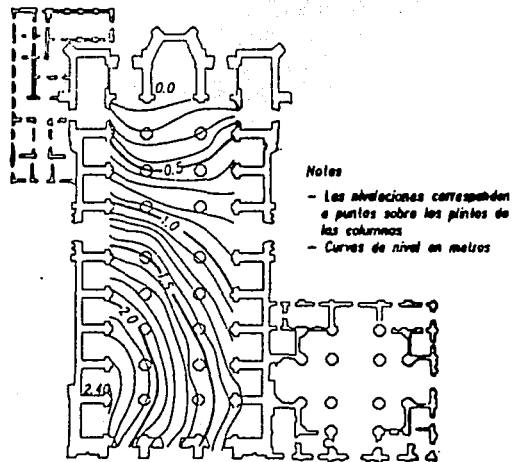 0.0
-0.5
-1.0
-1.5
-2.0
2.40
Notas
- Las nivelaciones corresponden
a puntos sobre los plintos de
las columnas
- Curvas de nivel en metros